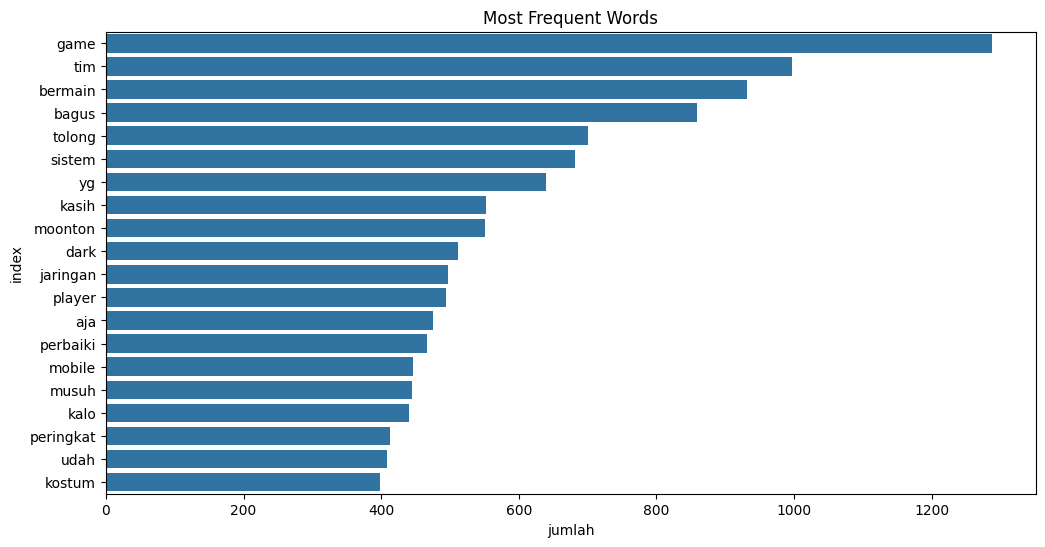 Most Frequent Words
game
tim
bermain
bagus
tolong
sistem
yg
kasih
moonton
dark
jaringan
player
aja
perbaiki
mobile
musuh
kalo
peringkat
udah
kostum
index
0 200 400 600 800 1000 1200
jumlah